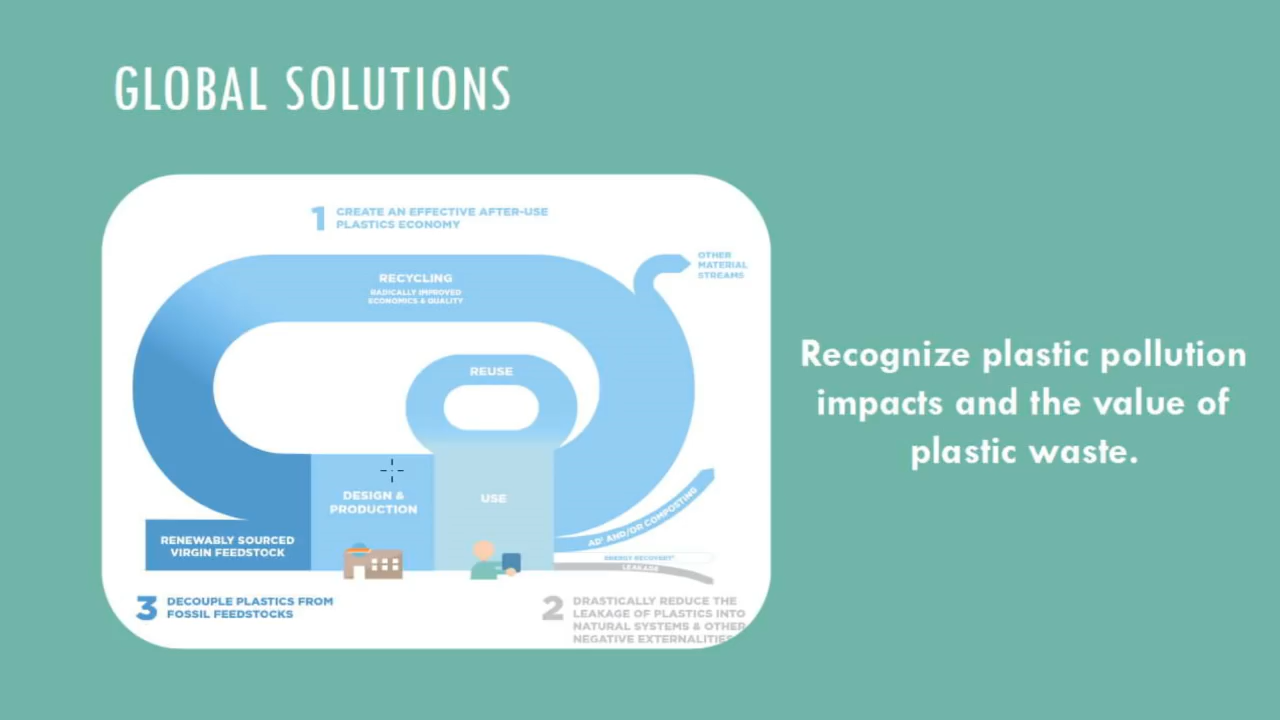 GLOBAL SOLUTIONS
1 CREATE AN EFFECTIVE AFTER-USE
PLASTICS ECONOMY
OTHER
MATERIAL
STREAMS
RECYCLING
RADICALLY IMPROVED
ECONOMICS & QUALITY
REUSE
Recognize plastic pollution
impacts and the value of
plastic waste.
DESIGN &
PRODUCTION
USE
AD¹ AND/OR COMPOSTING
RENEWABLY SOURCED
VIRGIN FEEDSTOCK
ENERGY RECOVERY²
LEAKAGE
3 DECOUPLE PLASTICS FROM
FOSSIL FEEDSTOCKS
2 DRASTICALLY REDUCE THE
LEAKAGE OF PLASTICS INTO
NATURAL SYSTEMS & OTHER
NEGATIVE EXTERNALITIES